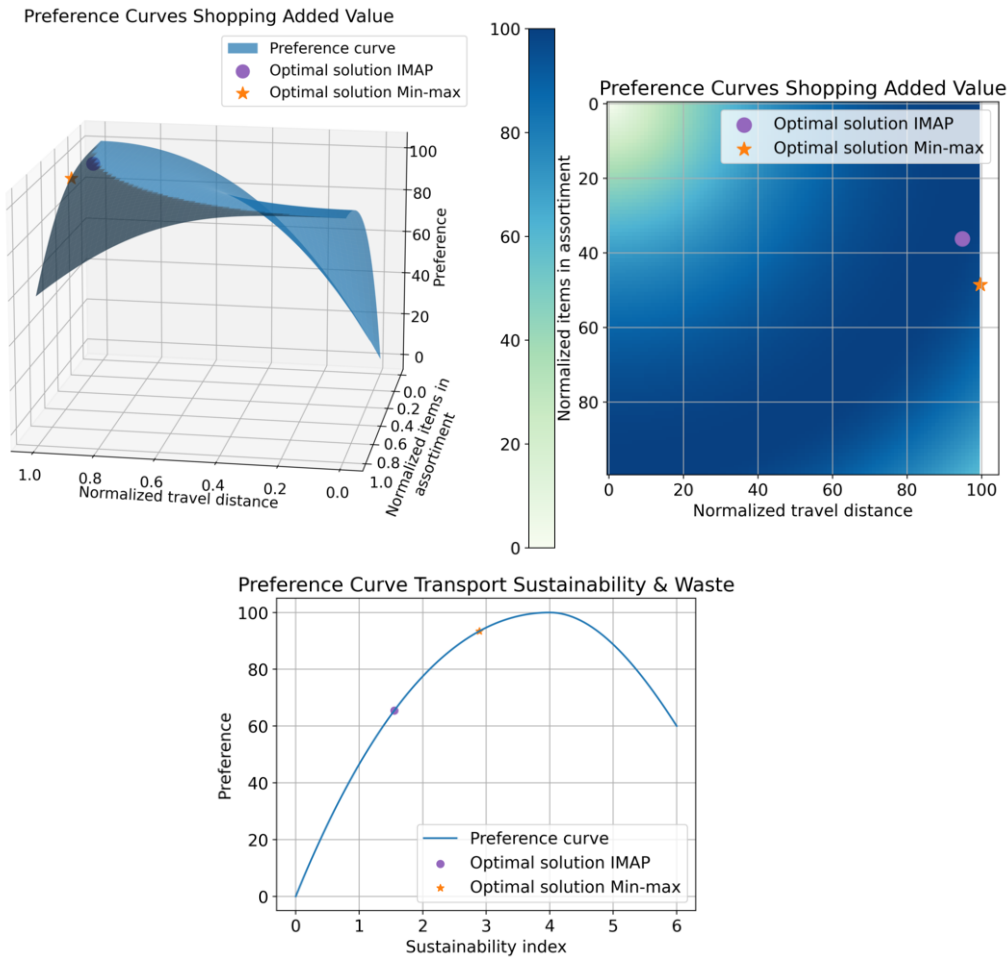 Preference Curves Shopping Added Value
Preference curve
Optimal solution IMAP
Optimal solution Min-max
100
80
60
40
20
0
Preference
0.0
0.2
0.4
0.6
0.8
1.0
Normalized items in
assortiment
1.0
0.8
0.6
0.4
0.2
0.0
Normalized travel distance
100
80
60
40
20
0
Preference Curves Shopping Added Value
Optimal solution IMAP
Optimal solution Min-max
0
20
40
60
80
Normalized items in assortiment
0
20
40
60
80
100
Normalized travel distance
Preference Curve Transport Sustainability & Waste
100
80
60
40
20
0
Preference
Preference curve
Optimal solution IMAP
Optimal solution Min-max
0
1
2
3
4
5
6
Sustainability index